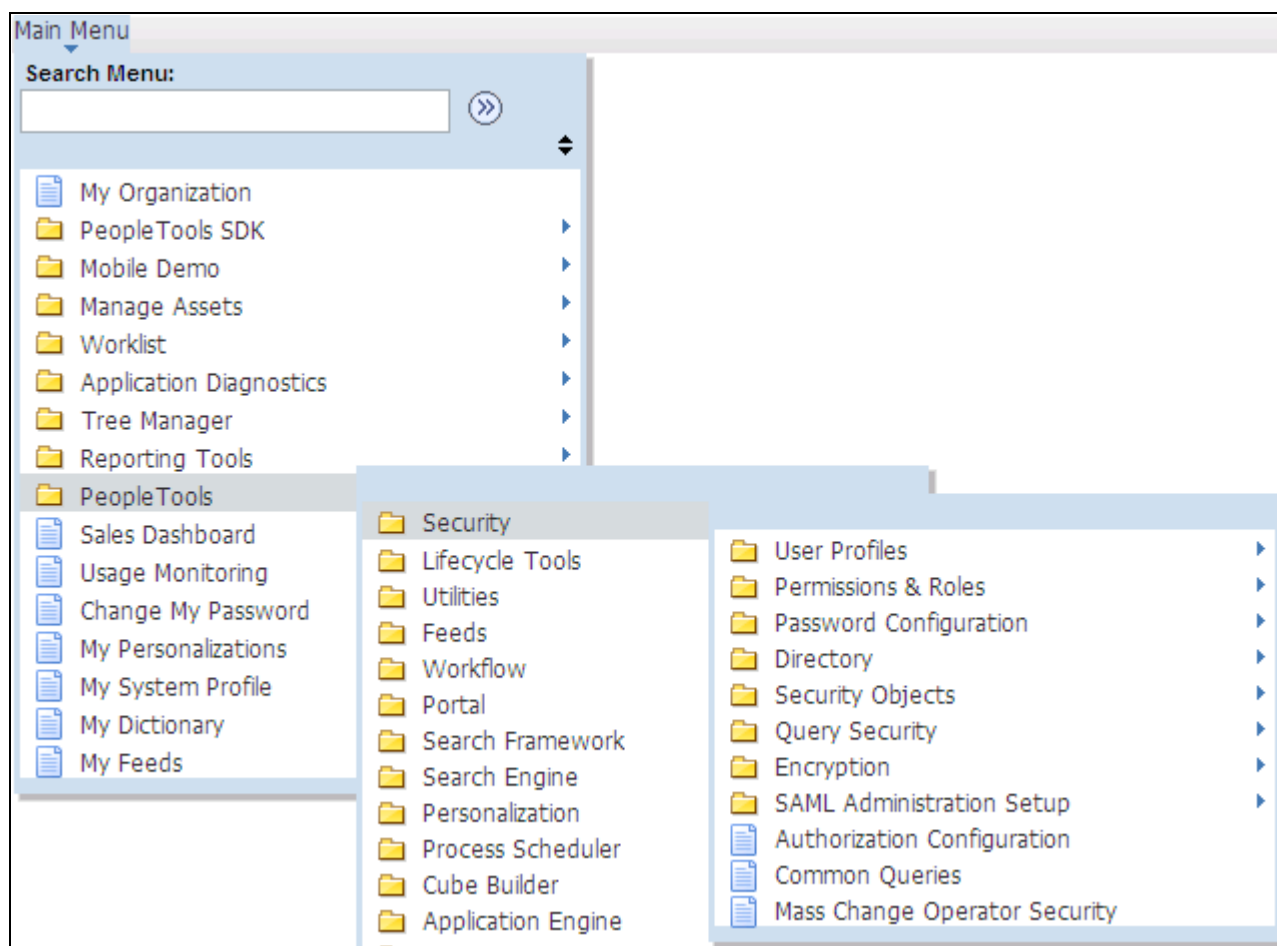 Main Menu
Search Menu:
My Organization
PeopleTools SDK
Mobile Demo
Manage Assets
Worklist
Application Diagnostics
Tree Manager
Reporting Tools
PeopleTools
Sales Dashboard
Usage Monitoring
Change My Password
My Personalizations
My System Profile
My Dictionary
My Feeds
Security
Lifecycle Tools
Utilities
Feeds
Workflow
Portal
Search Framework
Search Engine
Personalization
Process Scheduler
Cube Builder
Application Engine
User Profiles
Permissions & Roles
Password Configuration
Directory
Security Objects
Query Security
Encryption
SAML Administration Setup
Authorization Configuration
Common Queries
Mass Change Operator Security